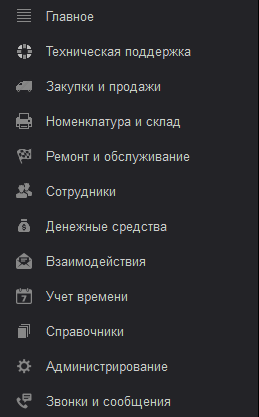 Главное
Техническая поддержка
Закупки и продажи
Номенклатура и склад
Ремонт и обслуживание
Сотрудники
Денежные средства
Взаимодействия
7 Учет времени
Справочники
Администрирование
Звонки и сообщения